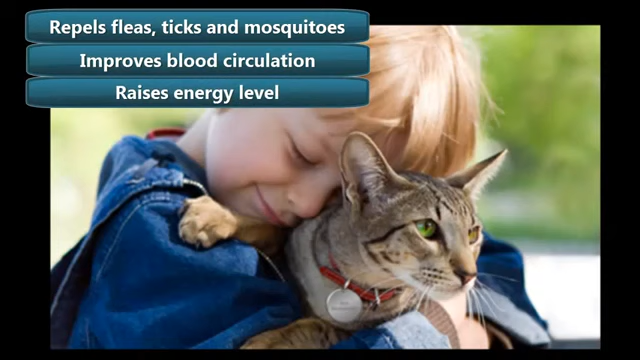 Repels fleas, ticks and mosquitoes
Improves blood circulation
Raises energy level